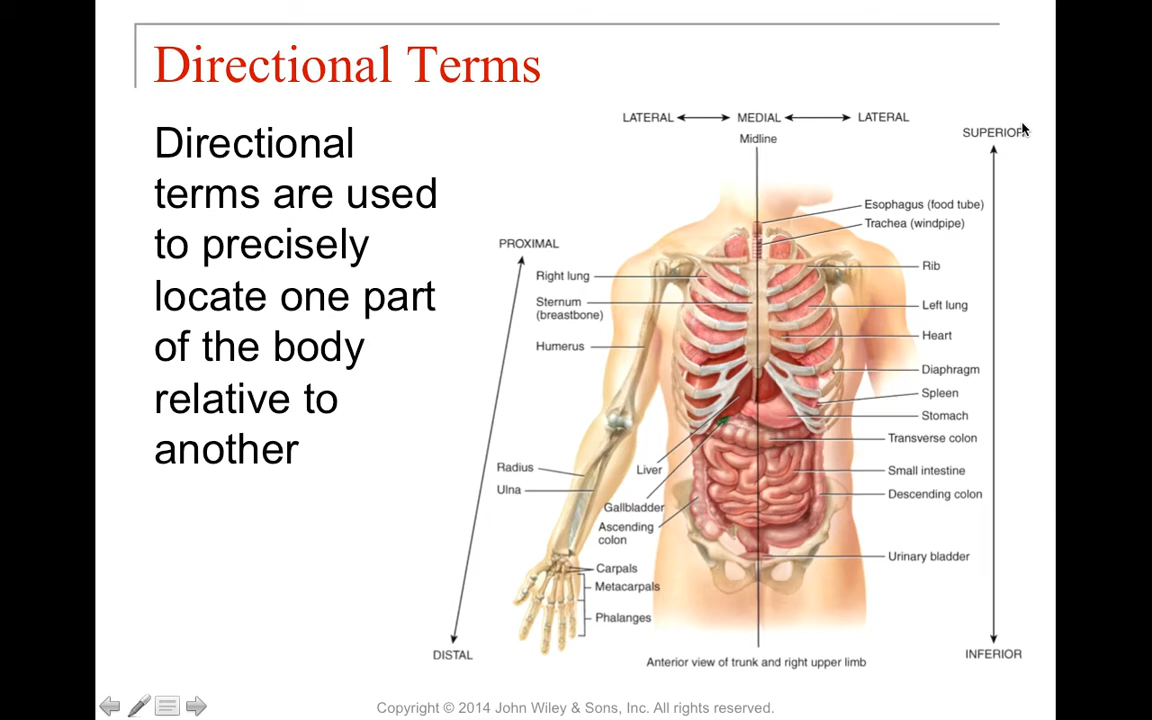 Directional Terms
Directional
terms are used
to precisely
locate one part
of the body
relative to
another
LATERAL
MEDIAL
LATERAL
Midline
SUPERIOR
Esophagus (food tube)
Trachea (windpipe)
PROXIMAL
Right lung
Rib
Sternum
(breastbone)
Left lung
Humerus
Heart
Diaphragm
Spleen
Stomach
Transverse colon
Radius
Liver
Small intestine
Ulna
Descending colon
Gallbladder
Ascending
colon
Urinary bladder
Carpals
Metacarpals
Phalanges
DISTAL
INFERIOR
Anterior view of trunk and right upper limb
Copyright © 2014 John Wiley & Sons, Inc. All rights reserved.